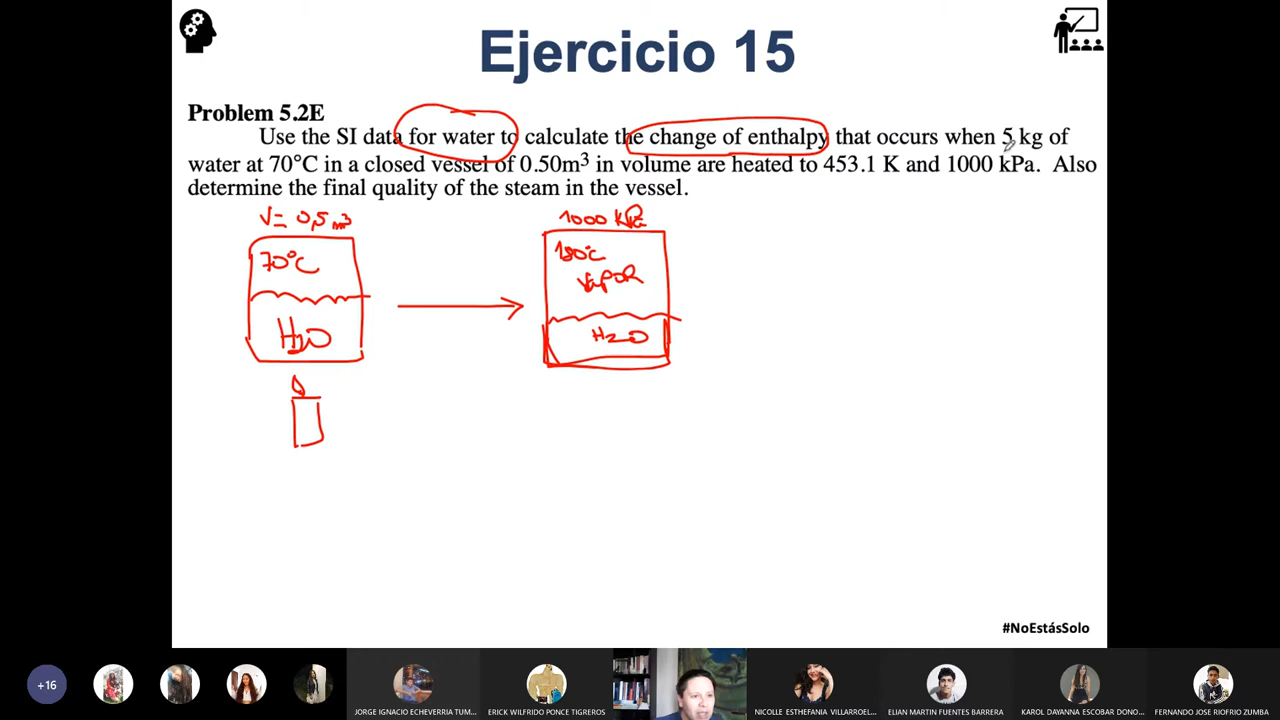 Ejercicio 15
Problem 5.2E
Use the SI data for water to calculate the change of enthalpy that occurs when 5 kg of
water at 70°C in a closed vessel of 0.50m³ in volume are heated to 453.1 K and 1000 kPa. Also
determine the final quality of the steam in the vessel.
V= 0,5 m3
1000 kPa
70°C
180°C
vapor
H2O
H2O
#NoEstásSolo
+16
JORGE IGNACIO ECHEVERRIA TUM...
ERICK WILFRIDO PONCE TIGREROS
NICOLLE ESTHEFANIA VILLARROEL...
ELIAN MARTIN FUENTES BARRERA
KAROL DAYANNA ESCOBAR DONO...
FERNANDO JOSE RIOFRIO ZUMBA